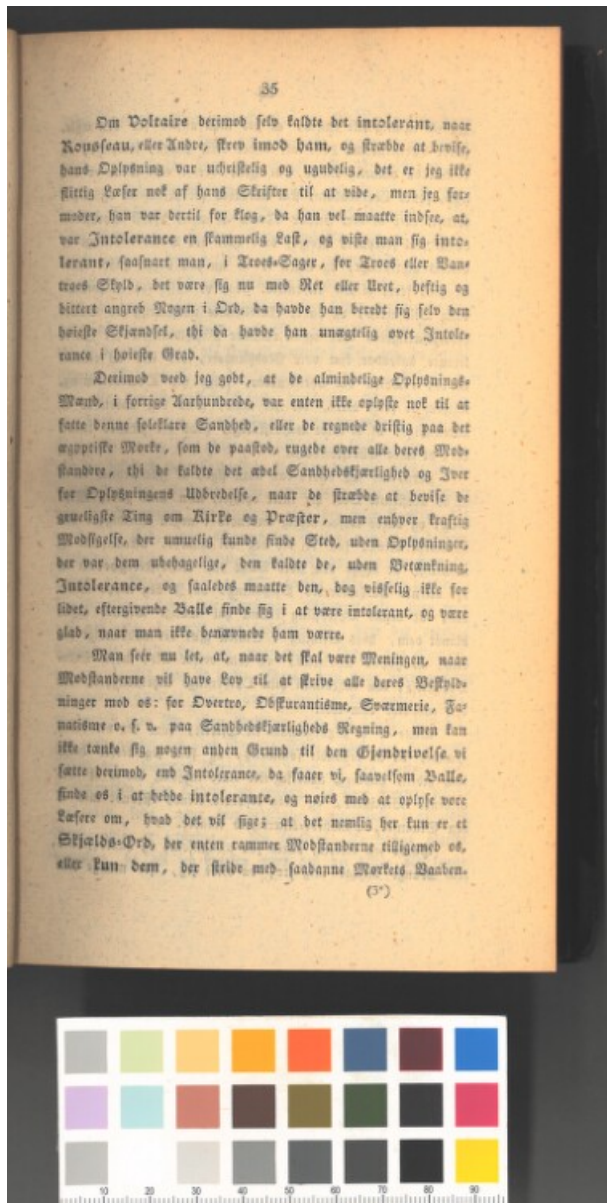 35
Om Voltaire derimod selv kaldte det intolerant, naar
Rousseau, eller Andre, skrev imod ham, og stræbde at bevise,
hans Oplysning var uchristelig og ugudelig, det er jeg ikke
flittig Læser nok af hans Skrifter til at vide, men jeg for-
moder, han var dertil for klog, da han vel maatte indsee, at,
var Intolerance en skammelig Last, og viste man sig into-
lerant, saasnart man, i Troes-Sager, for Troes eller Van-
troes Skyld, det være sig nu med Ret eller Uret, heftig og
bittert angreb Nogen i Ord, da havde han beredt sig selv den
høieste Skjændsel, thi da havde han unægtelig øvet Intole-
rance i høieste Grad.
Derimod veed jeg godt, at de almindelige Oplysnings-
Mænd, i forrige Aarhundrede, var enten ikke oplyste nok til at
fatte denne soleklare Sandhed, eller de regnede dristig paa det
ægyptiske Mørke, som de paastod, rugede over alle deres Mod-
standere, thi de kaldte det ædel Sandhedskjærlighed og Iver
for Oplysningens Udbredelse, naar de stræbde at bevise de
grueligste Ting om Kirke og Præster, men enhver kraftig
Modsigelse, der umuelig kunde finde Sted, uden Oplysninger,
der var dem ubehagelige, den kaldte de, uden Betænkning,
Intolerance, og saaledes maatte den, dog visselig ikke for
lidet, eftergivende Balle finde sig i at være intolerant, og være
glad, naar man ikke benævnede ham værre.
Man seer nu let, at, naar det skal være Meningen, naar
Modstanderne vil have Lov til at skrive alle deres Beskyld-
ninger mod os: for Overtro, Obskurantisme, Sværmerie, Fa-
natisme o. s. v. paa Sandhedskjærligheds Regning, men kan
ikke tænke sig nogen anden Grund til den Gjendrivelse vi
sætte derimod, end Intolerance, da faaer vi, saavelsom Balle,
finde os i at hedde intolerante, og nøies med at oplyse vore
Læsere om, hvad det vil sige; at det nemlig her kun er et
Skjælds-Ord, der enten rammer Modstanderne tilligemed os,
eller kun dem, der stride med saadanne Mørkets Vaaben.
(3*)
10 20 30 40 50 60 70 80 90